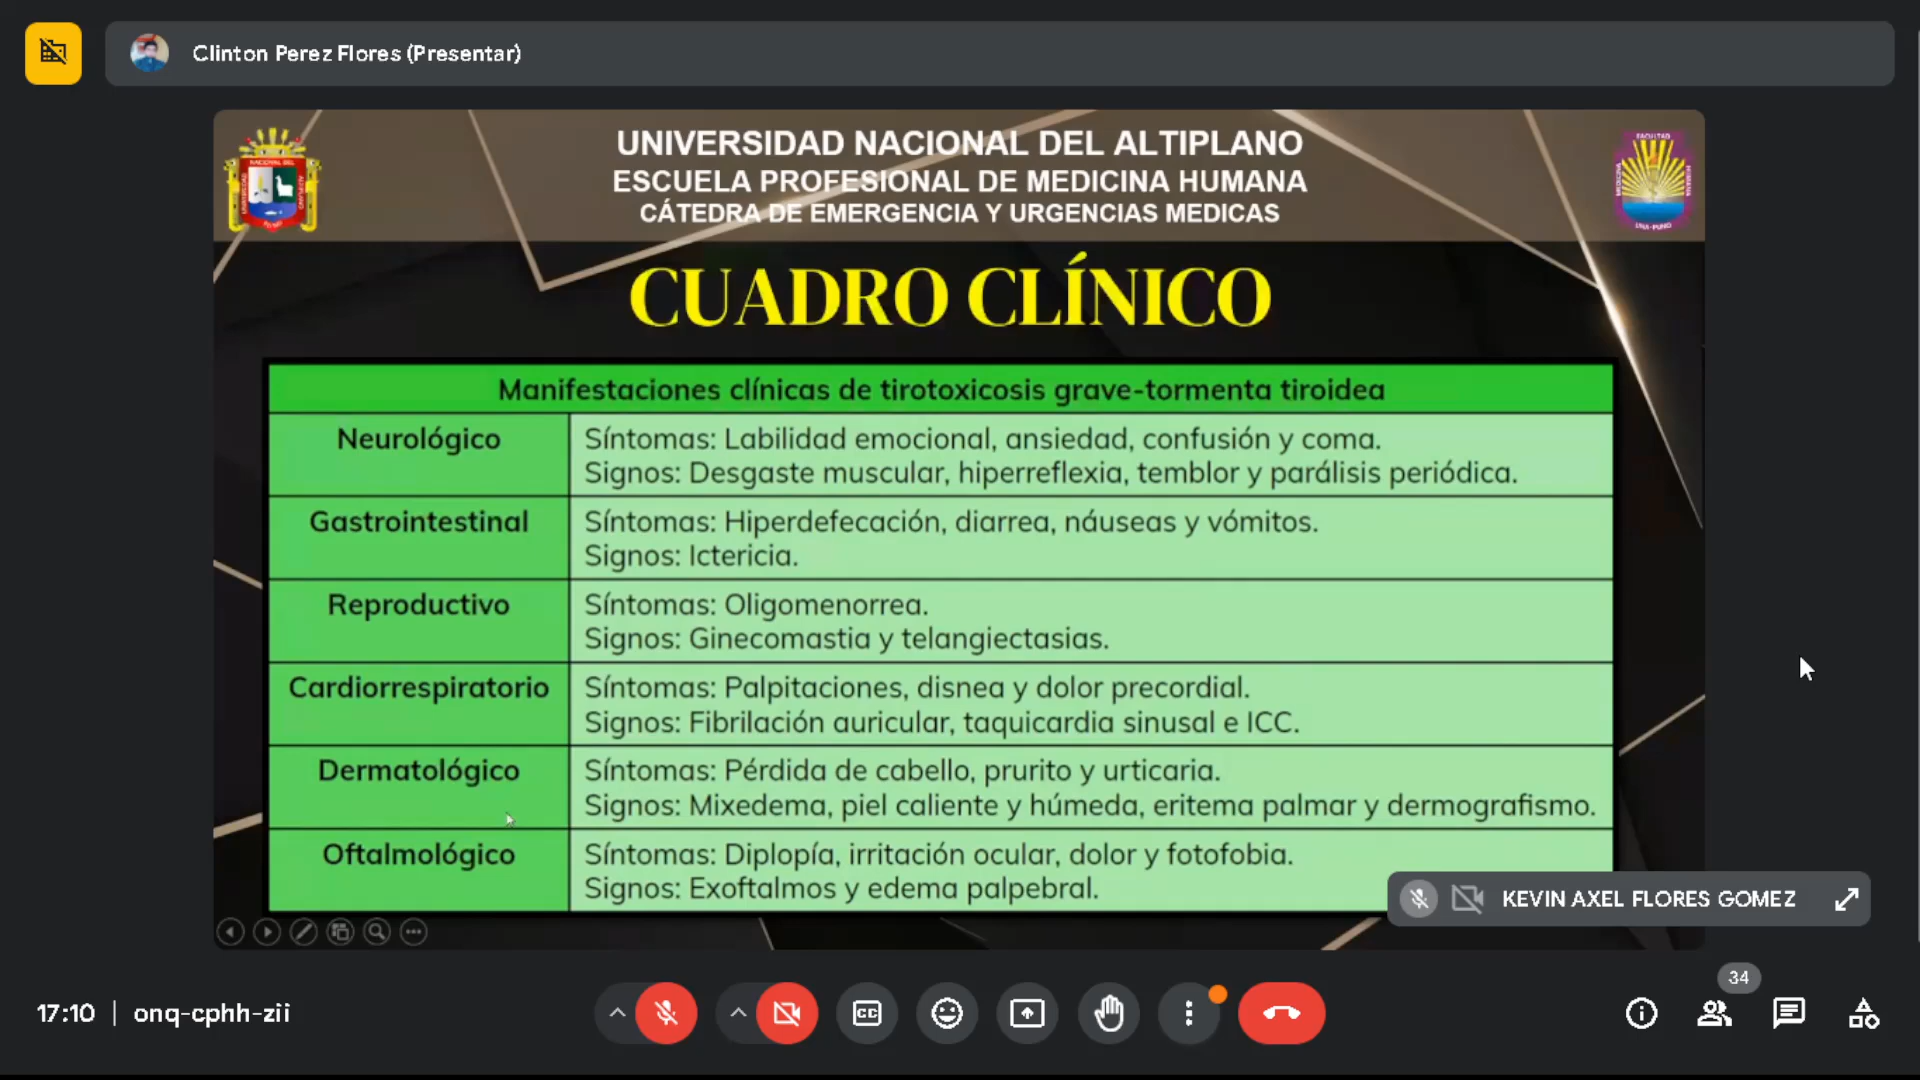 Clinton Perez Flores (Presentar)
UNIVERSIDAD NACIONAL DEL ALTIPLANO
ESCUELA PROFESIONAL DE MEDICINA HUMANA
CÁTEDRA DE EMERGENCIA Y URGENCIAS MEDICAS
CUADRO CLÍNICO
Manifestaciones clínicas de tirotoxicosis grave-tormenta tiroidea
Neurológico
Síntomas: Labilidad emocional, ansiedad, confusión y coma.
Signos: Desgaste muscular, hiperreflexia, temblor y parálisis periódica.
Gastrointestinal
Síntomas: Hiperdefecación, diarrea, náuseas y vómitos.
Signos: Ictericia.
Reproductivo
Síntomas: Oligomenorrea.
Signos: Ginecomastia y telangiectasias.
Cardiorrespiratorio
Síntomas: Palpitaciones, disnea y dolor precordial.
Signos: Fibrilación auricular, taquicardia sinusal e ICC.
Dermatológico
Síntomas: Pérdida de cabello, prurito y urticaria.
Signos: Mixedema, piel caliente y húmeda, eritema palmar y dermografismo.
Oftalmológico
Síntomas: Diplopía, irritación ocular, dolor y fotofobia.
Signos: Exoftalmos y edema palpebral.
KEVIN AXEL FLORES GOMEZ
17:10 | onq-cphh-zii
CC
34